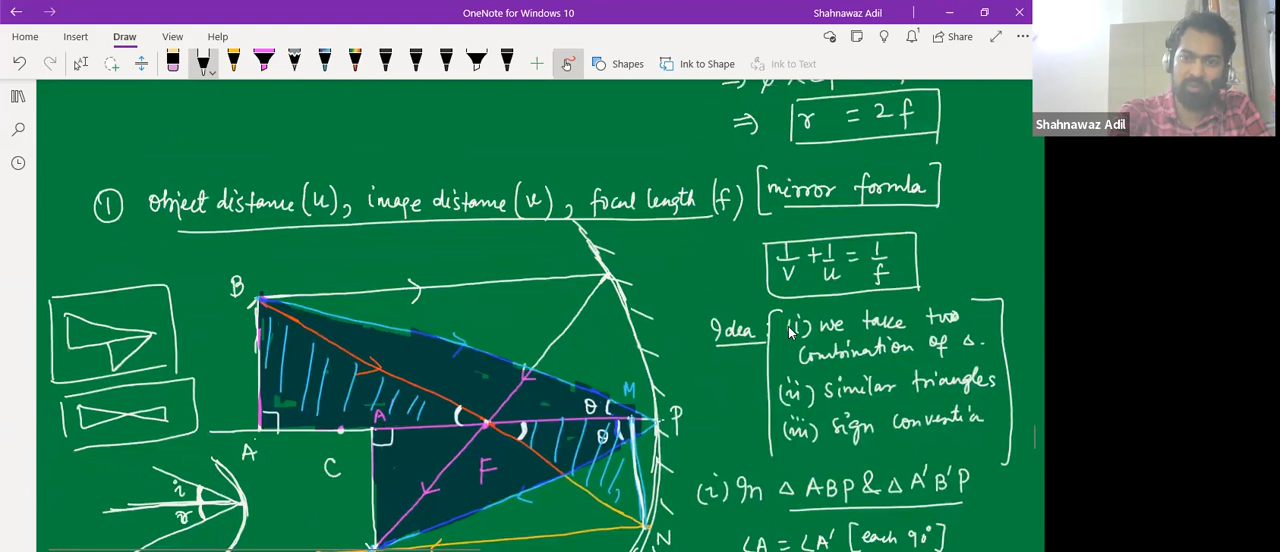 OneNote for Windows 10
Shahnawaz Adil
Home Insert Draw View Help
Share
Shapes
Ink to Shape
Ink to Text
Shahnawaz Adil
⇒ r = 2f
① object distance (u), image distance (v), focal length (f) [mirror formula]
1/v + 1/u = 1/f
B
Idea :
(i) we take two
combination of Δ.
(ii) similar triangles
(iii) sign conventio
M
θ
A
P
θ
A
C
F
i
r
N
(i) In Δ ABP & Δ A'B'P
∠A = ∠A' [each 90°]